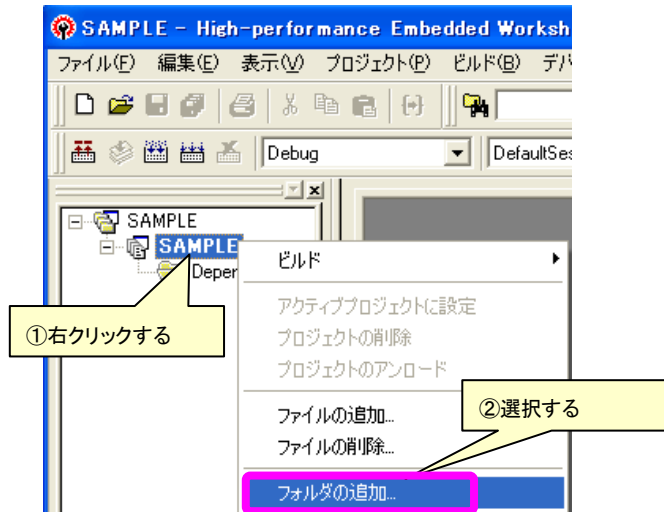 SAMPLE - High-performance Embedded Worksh
ファイル(F) 編集(E) 表示(V) プロジェクト(P) ビルド(B) デバ
Debug DefaultSes
SAMPLE
SAMPLE
Depen
ビルド
アクティブプロジェクトに設定
①右クリックする
プロジェクトの削除
プロジェクトのアンロード
②選択する
ファイルの追加...
ファイルの削除...
フォルダの追加...